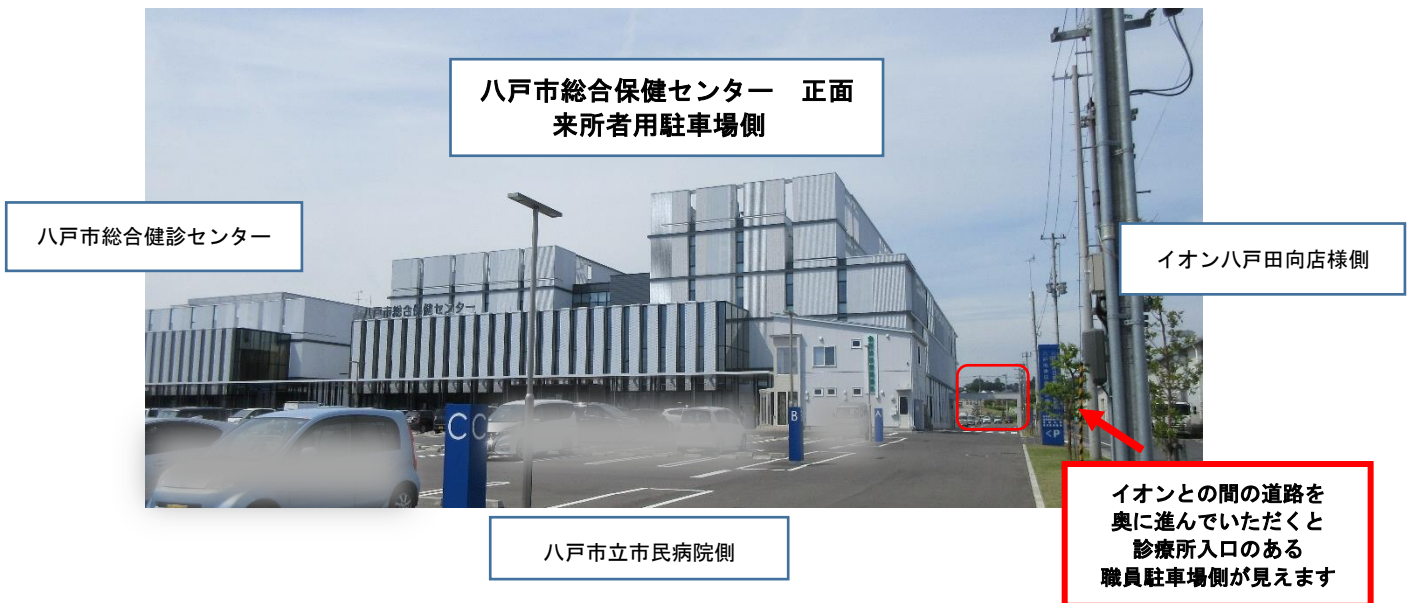 八戸市総合保健センター　正面
来所者用駐車場側
八戸市総合健診センター
イオン八戸田向店様側
八戸市総合保健センター
C C
B
A
<P
八戸市立市民病院側
イオンとの間の道路を
奥に進んでいただくと
診療所入口のある
職員駐車場側が見えます